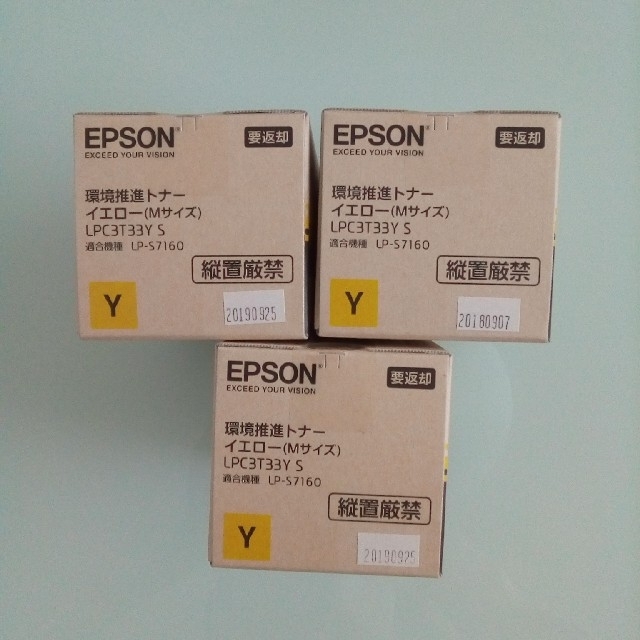 EPSON
要返却
EXCEED YOUR VISION
環境推進トナー
イエロー(Mサイズ)
LPC3T33Y S
適合機種 LP-S7160
縦置厳禁
Y
20190925
EPSON
要返却
EXCEED YOUR VISION
環境推進トナー
イエロー(Mサイズ)
LPC3T33Y S
適合機種 LP-S7160
縦置厳禁
Y
20180907
EPSON
要返却
EXCEED YOUR VISION
環境推進トナー
イエロー(Mサイズ)
LPC3T33Y S
適合機種 LP-S7160
縦置厳禁
Y
20190925